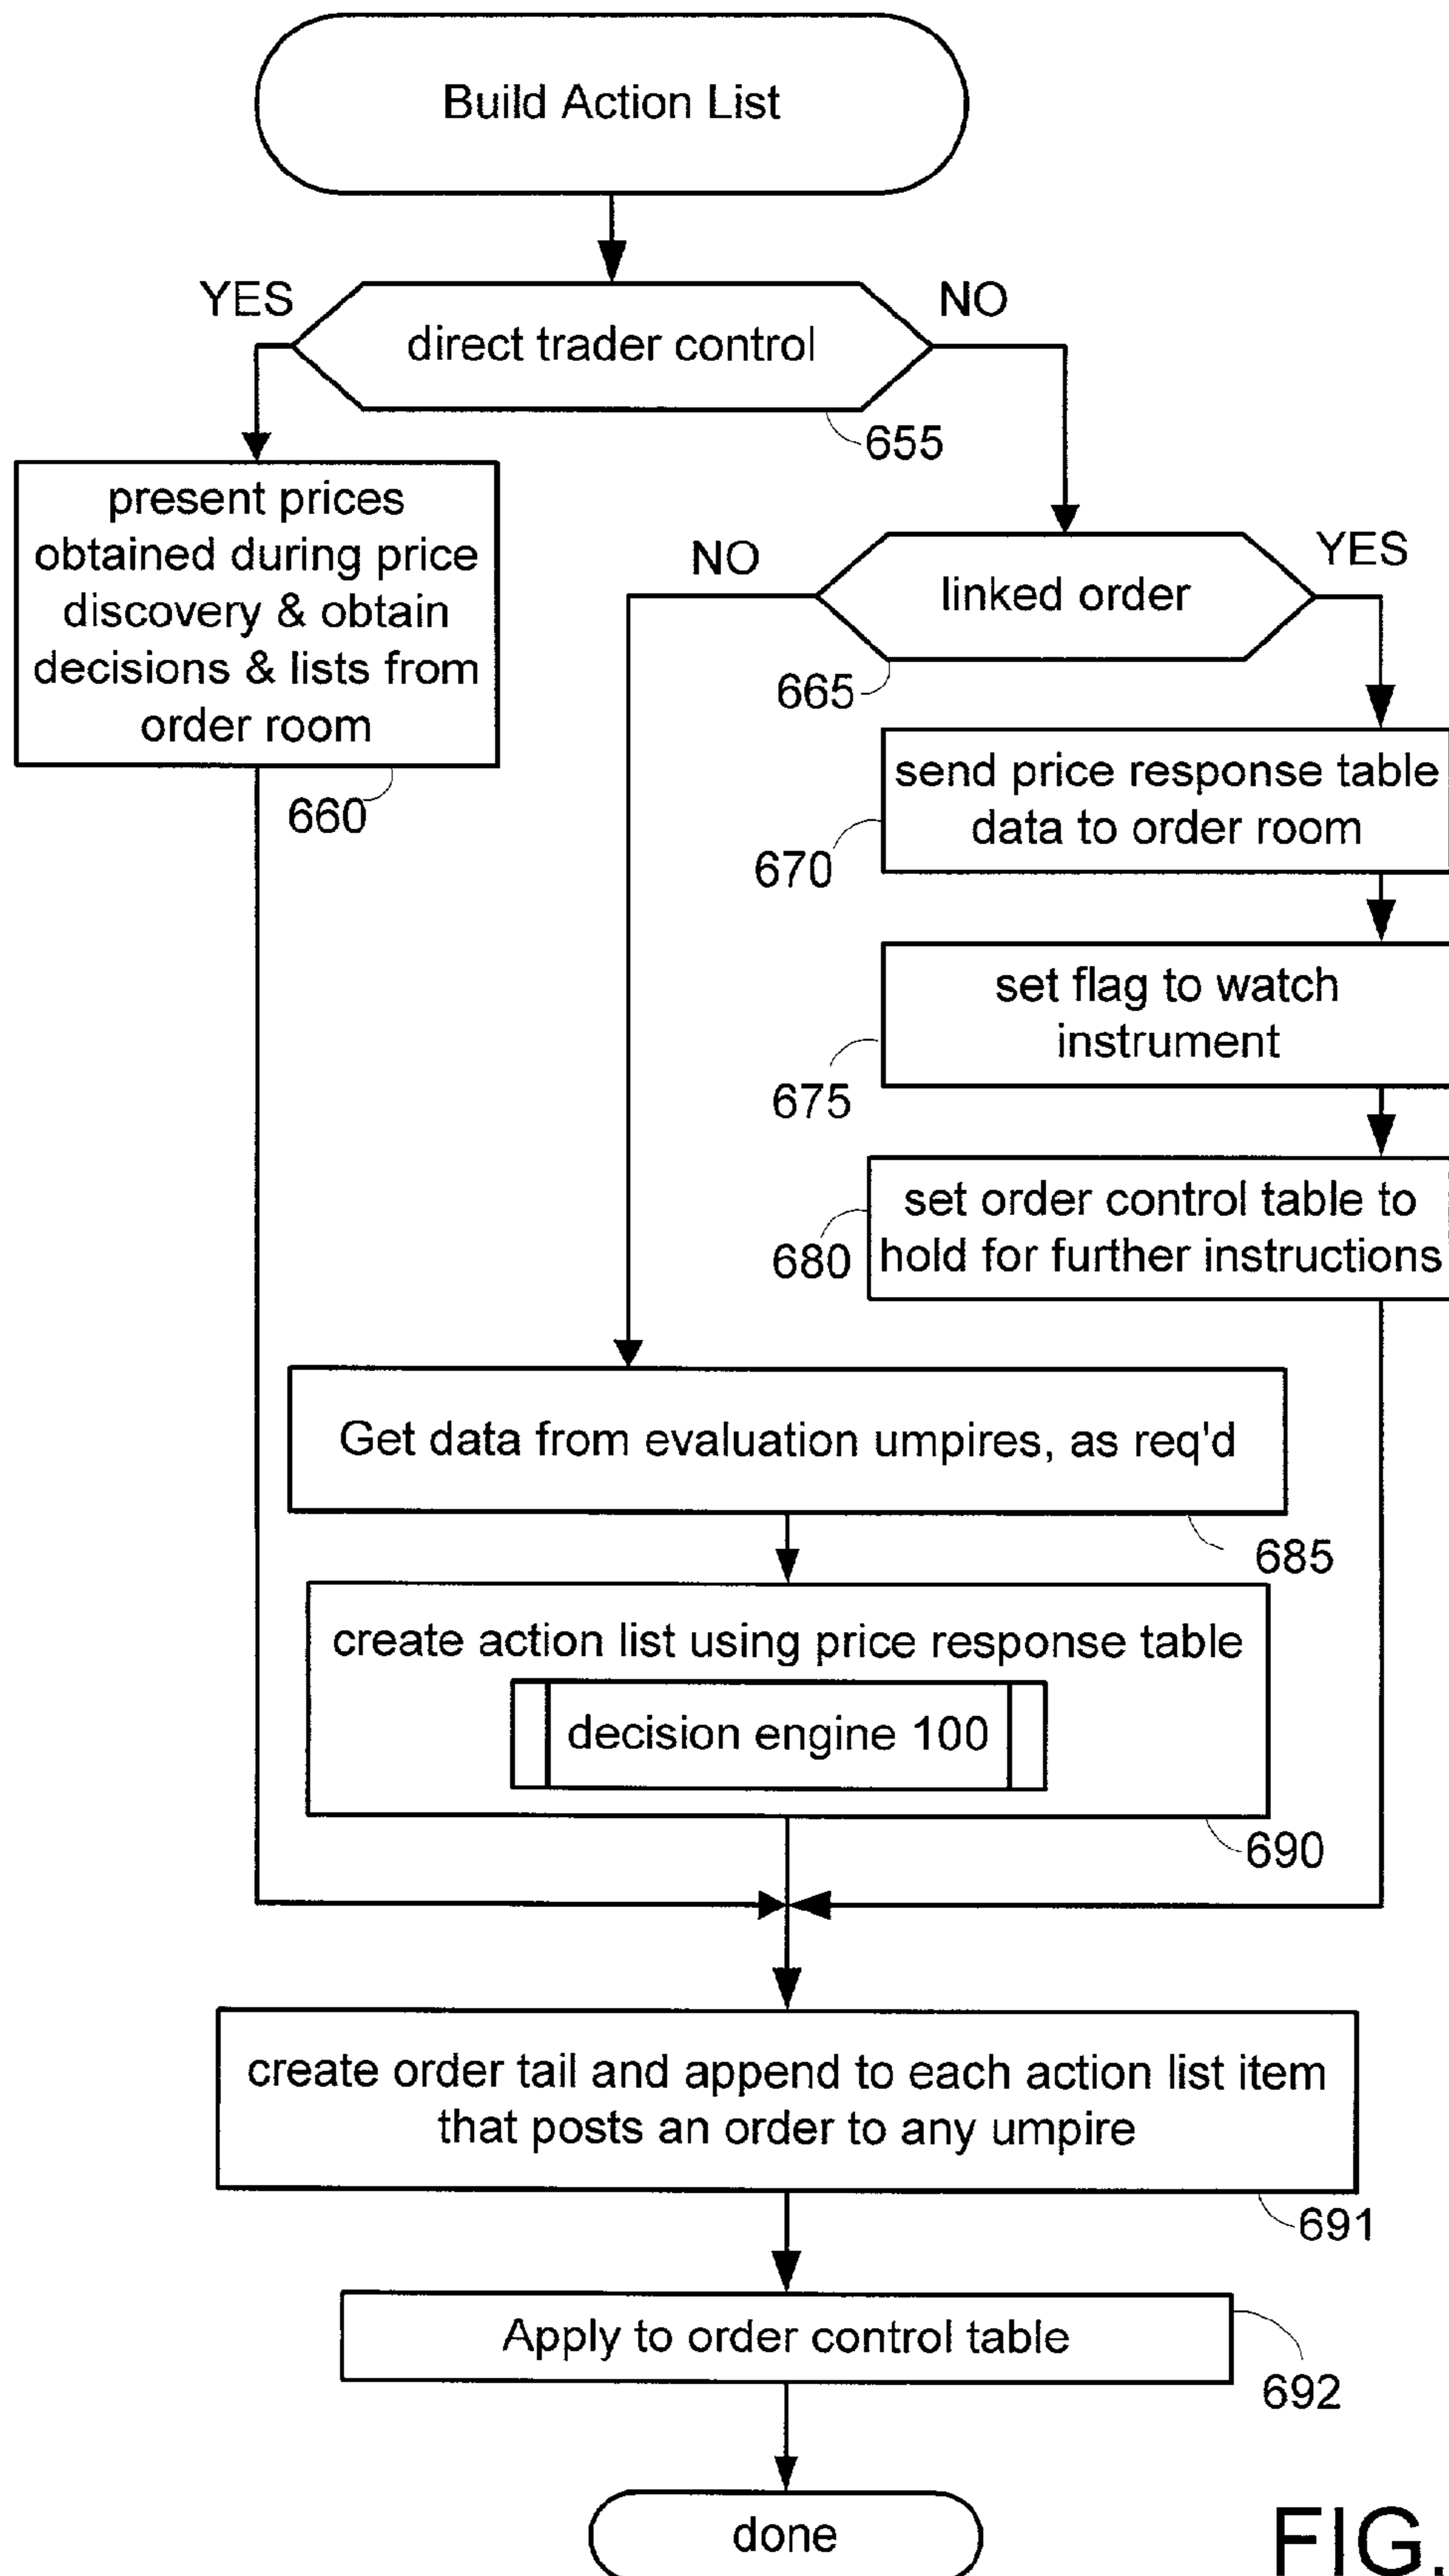 Build Action List
YES
NO
direct trader control
655
present prices
obtained during price
discovery & obtain
decisions & lists from
order room
660
NO
YES
linked order
665
send price response table
data to order room
670
set flag to watch
instrument
675
set order control table to
hold for further instructions
680
Get data from evaluation umpires, as req'd
685
create action list using price response table
decision engine 100
690
create order tail and append to each action list item
that posts an order to any umpire
691
Apply to order control table
692
done
FIG.